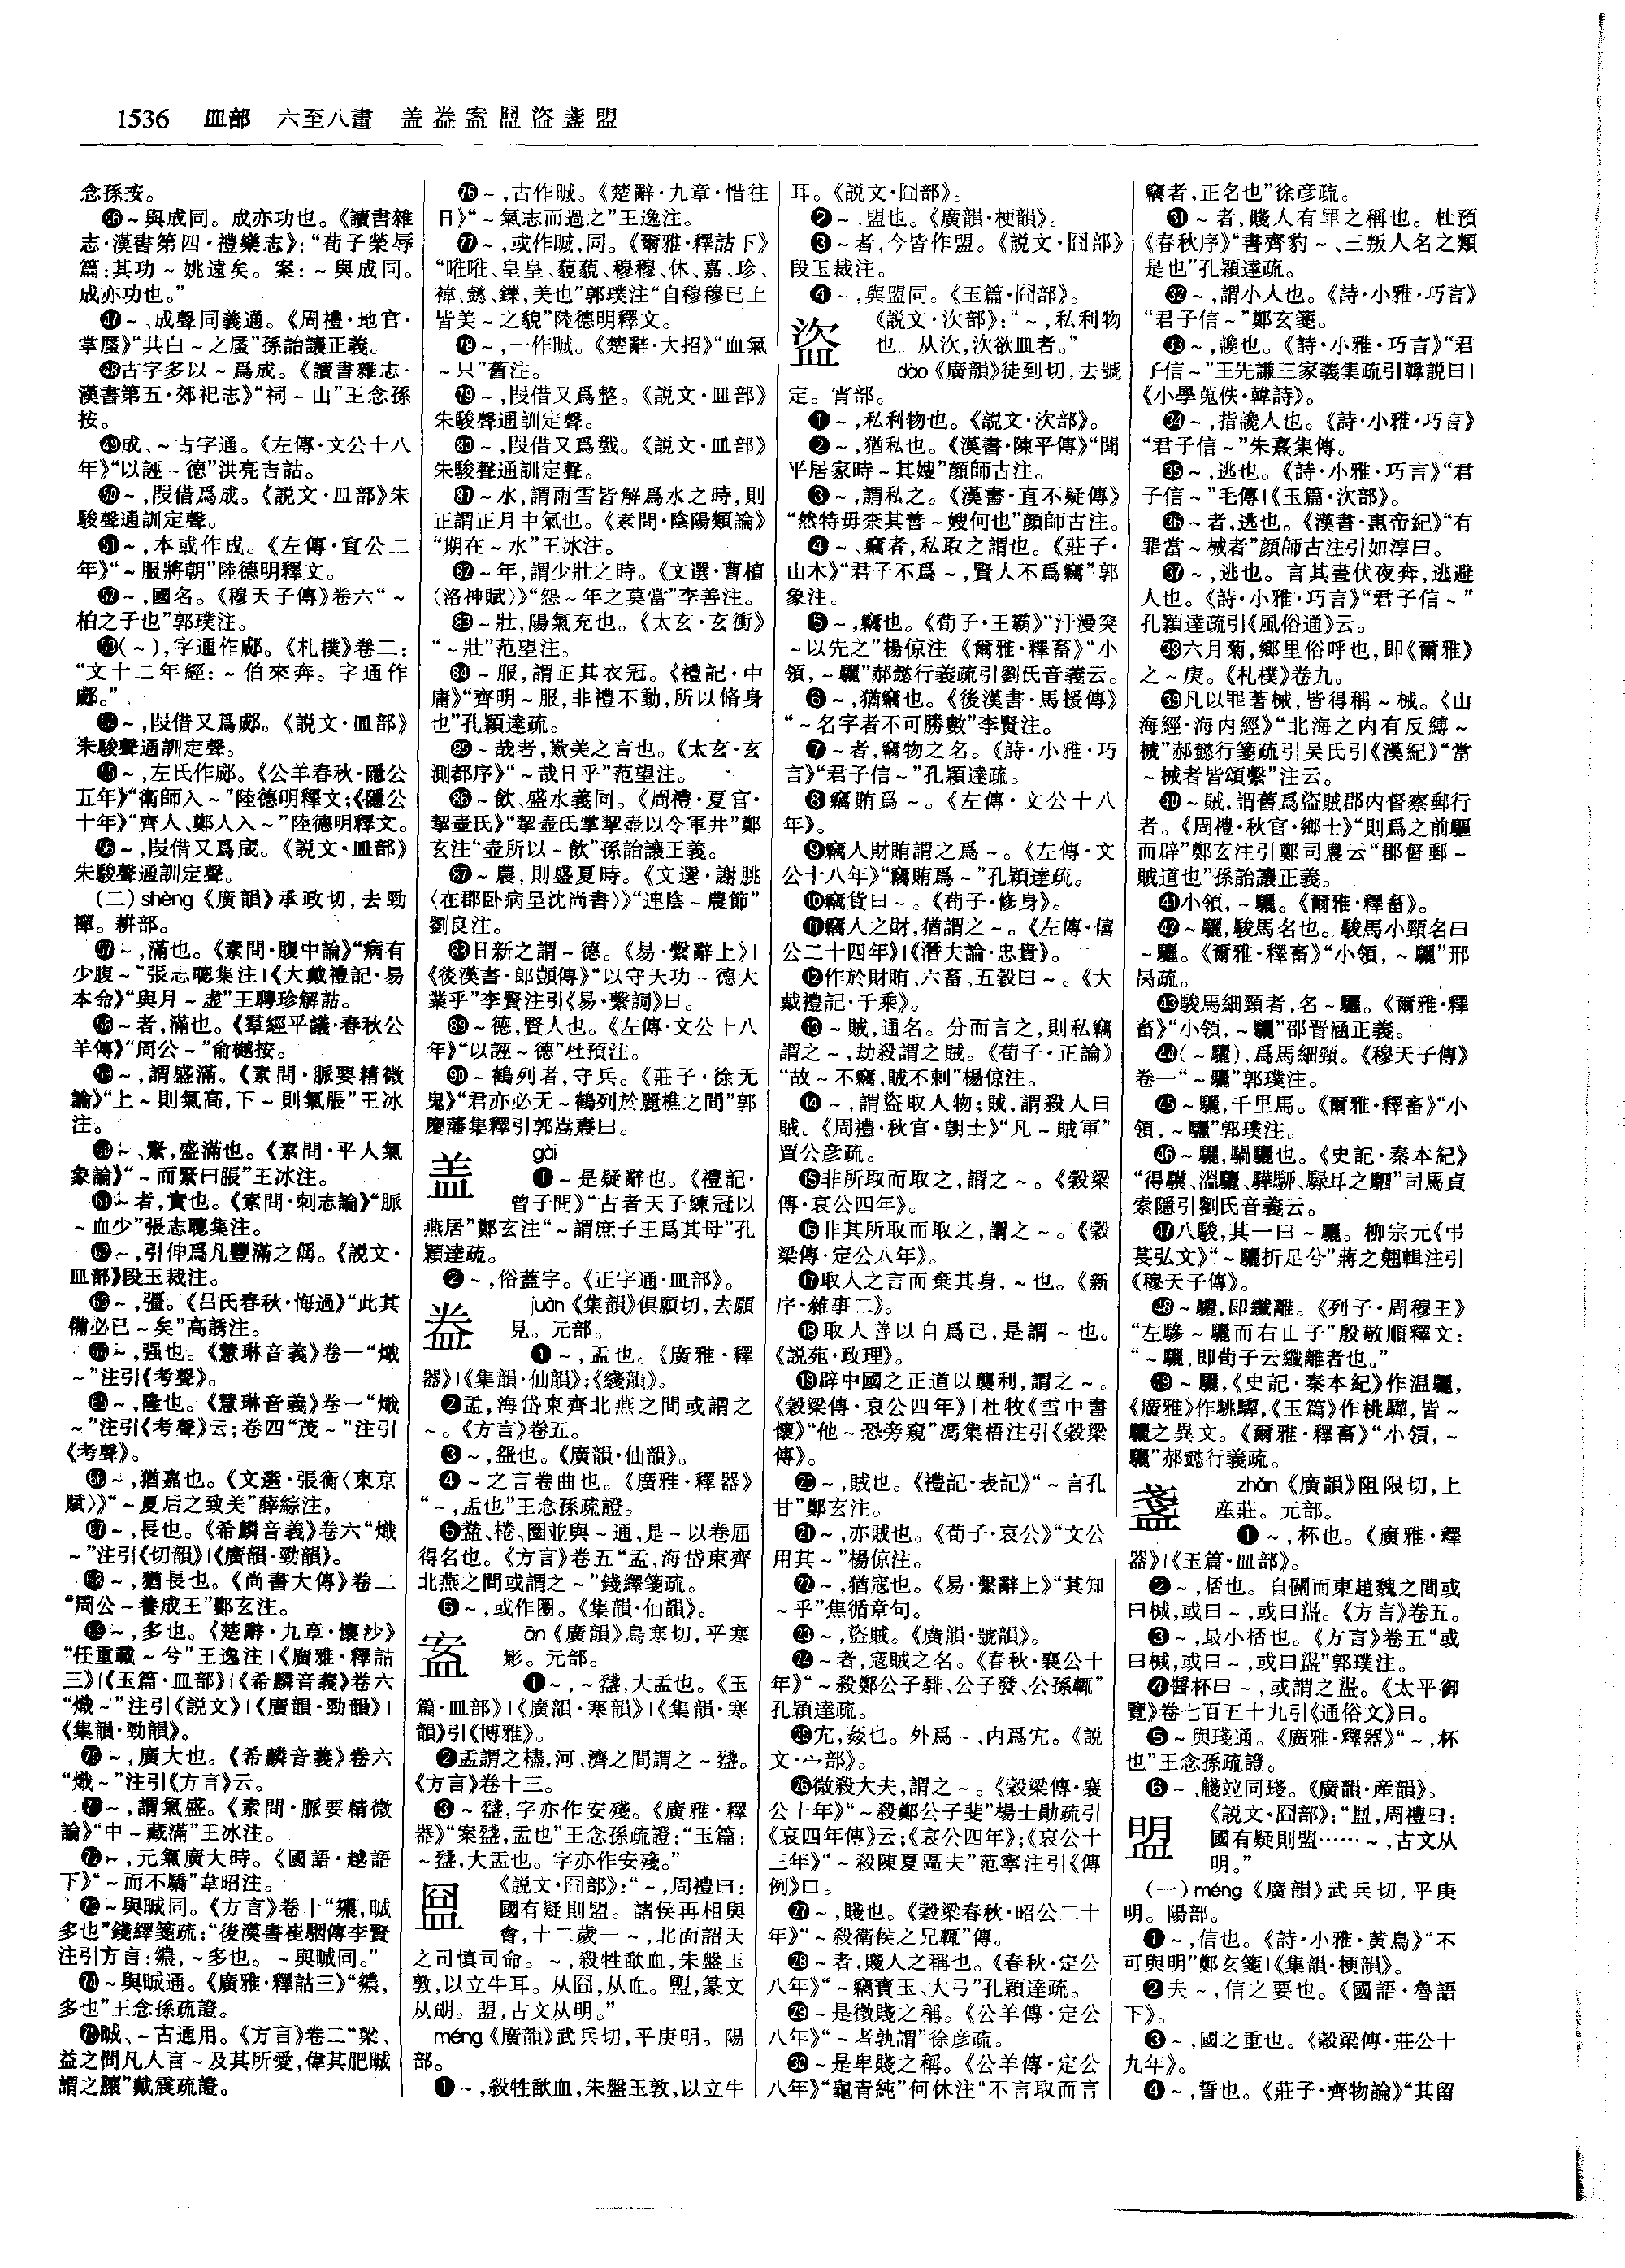 1536 皿部 六至八畫 盖㿻盇盟盜盞盟
念孫按。
㊻～與成同。成亦功也。《讀書雜
志·漢書第四·禮樂志》：“荀子榮辱
篇：其功～姚遠矣。案：～與成同。
成亦功也。”
㊼～、成聲同義通。《周禮·地官·
掌蜃》“共白～之蜃”孫詒讓正義。
㊽古字多以～爲成。《讀書雜志·
漢書第五·郊祀志》“祠～山”王念孫
按。
㊾成、～古字通。《左傳·文公十八
年》“以誣～德”洪亮吉詁。
㊿～，叚借爲成。《説文·皿部》朱
駿聲通訓定聲。
51～，本或作成。《左傳·宣公二
年》“～服將朝”陸德明釋文。
52～，國名。《穆天子傳》卷六“～
柏之子也”郭璞注。
53(～)，字通作郕。《札樸》卷二：
“文十二年經：～伯來奔。字通作
郕。”
54～，叚借又爲郕。《説文·皿部》
朱駿聲通訓定聲。
55～，左氏作郕。《公羊春秋·隱公
五年》“衛師入～”陸德明釋文；《隱公
十年》“齊人、鄭人入～”陸德明釋文。
56～，叚借又爲宬。《説文·皿部》
朱駿聲通訓定聲。
(二)shèng《廣韻》承政切，去勁
禪。耕部。
57～，滿也。《素問·腹中論》“病有
少腹～”張志聰集注|《大戴禮記·易
本命》“與月～虛”王聘珍解詁。
58～者，滿也。《羣經平議·春秋公
羊傳》“周公～”俞樾按。
59～，謂盛滿。《素問·脈要精微
論》“上～則氣高，下～則氣脹”王冰
注。
60～、緊，盛滿也。《素問·平人氣
象論》“～而緊曰脹”王冰注。
61～者，實也。《素問·刺志論》“脈
～血少”張志聰集注。
62～，引伸爲凡豐滿之偁。《説文·
皿部》段玉裁注。
63～，彊。《吕氏春秋·悔過》“此其
備必已～矣”高誘注。
64～，强也。《慧琳音義》卷一“熾
～”注引《考聲》。
65～，隆也。《慧琳音義》卷一“熾
～”注引《考聲》云；卷四“茂～”注引
《考聲》。
66～，猶嘉也。《文選·張衡〈東京
賦〉》“～夏后之致美”薛綜注。
67～，長也。《希麟音義》卷六“熾
～”注引《切韻》|《廣韻·勁韻》。
68～，猶長也。《尚書大傳》卷二
“周公～養成王”鄭玄注。
69～，多也。《楚辭·九章·懷沙》
“任重載～兮”王逸注|《廣雅·釋詁
三》|《玉篇·皿部》|《希麟音義》卷六
“熾～”注引《説文》|《廣韻·勁韻》|
《集韻·勁韻》。
70～，廣大也。《希麟音義》卷六
“熾～”注引《方言》云。
71～，謂氣盛。《素問·脈要精微
論》“中～藏滿”王冰注。
72～，元氣廣大時。《國語·越語
下》“～而不驕”韋昭注。
73～與晠同。《方言》卷十“㒟，晠
多也”錢繹箋疏：“後漢書崔駰傳李賢
注引方言：㒟，～多也。～與晠同。”
74～與晠通。《廣雅·釋詁三》“㒟，
多也”王念孫疏證。
75晠、～古通用。《方言》卷二“梁、
益之間凡人言～及其所愛，偉其肥晠
謂之䑋”戴震疏證。
76～，古作晠。《楚辭·九章·惜往
日》“～氣志而過之”王逸注。
77～，或作晠，同。《爾雅·釋詁下》
“暀暀、皇皇、藐藐、穆穆、休、嘉、珍、
禕、懿、鑠，美也”郭璞注“自穆穆已上
皆美～之貌”陸德明釋文。
78～，一作晠。《楚辭·大招》“血氣
～只”舊注。
79～，叚借又爲整。《説文·皿部》
朱駿聲通訓定聲。
80～，叚借又爲戥。《説文·皿部》
朱駿聲通訓定聲。
81～水，謂雨雪皆解爲水之時，則
正謂正月中氣也。《素問·陰陽類論》
“期在～水”王冰注。
82～年，謂少壯之時。《文選·曹植
〈洛神賦〉》“怨～年之莫當”李善注。
83～壯，陽氣充也。《太玄·玄衝》
“～壯”范望注。
84～服，謂正其衣冠。《禮記·中
庸》“齊明～服，非禮不動，所以脩身
也”孔穎達疏。
85～哉者，歎美之言也。《太玄·玄
測都序》“～哉日乎”范望注。
86～飲、盛水義同。《周禮·夏官·
挈壺氏》“挈壺氏掌挈壺以令軍井”鄭
玄注“壺所以～飲”孫詒讓正義。
87～農，則盛夏時。《文選·謝朓
〈在郡卧病呈沈尚書〉》“連陰～農節”
劉良注。
88日新之謂～德。《易·繫辭上》|
《後漢書·郎顗傳》“以守天功～德大
業乎”李賢注引《易·繫詞》曰。
89～德，賢人也。《左傳·文公十八
年》“以誣～德”杜預注。
90～鶴列者，守兵。《莊子·徐无
鬼》“君亦必无～鶴列於麗樵之間”郭
慶藩集釋引郭嵩燾曰。
盖 gài
❶～是疑辭也。《禮記·
曾子問》“古者天子練冠以
燕居”鄭玄注“～謂庶子王爲其母”孔
穎達疏。
❷～，俗蓋字。《正字通·皿部》。
㿻 juàn《集韻》俱願切，去願
見。元部。
❶～，盂也。《廣雅·釋
器》|《集韻·仙韻》；《綫韻》。
❷盂，海岱東齊北燕之間或謂之
～。《方言》卷五。
❸～，盌也。《廣韻·仙韻》。
❹～之言卷曲也。《廣雅·釋器》
“～，盂也”王念孫疏證。
❺㿻、棬、圈並與～通，是～以卷屈
得名也。《方言》卷五“盂，海岱東齊
北燕之間或謂之～”錢繹箋疏。
❻～，或作圈。《集韻·仙韻》。
盇 ān《廣韻》烏寒切，平寒
影。元部。
❶～，～盞，大盂也。《玉
篇·皿部》|《廣韻·寒韻》|《集韻·寒
韻》引《博雅》。
❷盂謂之㯯，河、濟之間謂之～盞。
《方言》卷十三。
❸～盞，字亦作安殘。《廣雅·釋
器》“案盞，盂也”王念孫疏證：“玉篇：
～盞，大盂也。字亦作安殘。”
盟 《説文·囧部》：“～，周禮曰：
國有疑則盟。諸侯再相與
會，十二歲一～，北面詔天
之司慎司命。～，殺牲歃血，朱盤玉
敦，以立牛耳。从囧，从血。盟，篆文
从朙。盟，古文从明。”
méng《廣韻》武兵切，平庚明。陽
部。
❶～，殺牲歃血，朱盤玉敦，以立牛
耳。《説文·囧部》。
❷～，盟也。《廣韻·梗韻》。
❸～者，今皆作盟。《説文·囧部》
段玉裁注。
❹～，與盟同。《玉篇·囧部》。
盜 《説文·㳄部》：“～，私利物
也。从㳄，㳄欲皿者。”
dào《廣韻》徒到切，去號
定。宵部。
❶～，私利物也。《説文·㳄部》。
❷～，猶私也。《漢書·陳平傳》“聞
平居家時～其嫂”顔師古注。
❸～，謂私之。《漢書·直不疑傳》
“然特毋柰其善～嫂何也”顔師古注。
❹～、竊者，私取之謂也。《莊子·
山木》“君子不爲～，賢人不爲竊”郭
象注。
❺～，竊也。《荀子·王霸》“汙漫突
～以先之”楊倞注|《爾雅·釋畜》“小
領，～驪”郝懿行義疏引劉氏音義云。
❻～，猶竊也。《後漢書·馬援傳》
“～名字者不可勝數”李賢注。
❼～者，竊物之名。《詩·小雅·巧
言》“君子信～”孔穎達疏。
❽竊賄爲～。《左傳·文公十八
年》。
❾竊人財賄謂之爲～。《左傳·文
公十八年》“竊賄爲～”孔穎達疏。
❿竊貨曰～。《荀子·修身》。
⓫竊人之財，猶謂之～。《左傳·僖
公二十四年》|《潛夫論·忠貴》。
⓬作於財賄、六畜、五穀曰～。《大
戴禮記·千乘》。
⓭～賊，通名。分而言之，則私竊
謂之～，劫殺謂之賊。《荀子·正論》
“故～不竊，賊不刺”楊倞注。
⓮～，謂盜取人物；賊，謂殺人曰
賊。《周禮·秋官·朝士》“凡～賊軍”
賈公彦疏。
⓯非所取而取之，謂之～。《穀梁
傳·哀公四年》。
⓰非其所取而取之，謂之～。《穀
梁傳·定公八年》。
⓱取人之言而棄其身，～也。《新
序·雜事二》。
⓲取人善以自爲己，是謂～也。
《説苑·政理》。
⓳辟中國之正道以襲利，謂之～。
《穀梁傳·哀公四年》|杜牧《雪中書
懷》“他～恐旁窺”馮集梧注引《穀梁
傳》。
⓴～，賊也。《禮記·表記》“～言孔
甘”鄭玄注。
㉑～，亦賊也。《荀子·哀公》“文公
用其～”楊倞注。
㉒～，猶寇也。《易·繫辭上》“其知
～乎”焦循章句。
㉓～，盜賊。《廣韻·號韻》。
㉔～者，寇賊之名。《春秋·襄公十
年》“～殺鄭公子騑、公子發、公孫輒”
孔穎達疏。
㉕宄，姦也。外爲～，内爲宄。《説
文·宀部》。
㉖微殺大夫，謂之～。《穀梁傳·襄
公十年》“～殺鄭公子斐”楊士勛疏引
《哀四年傳》云；《哀公四年》；《哀公十
三年》“～殺陳夏區夫”范寧注引《傳
例》曰。
㉗～，賤也。《穀梁春秋·昭公二十
年》“～殺衛侯之兄輒”傳。
㉘～者，賤人之稱也。《春秋·定公
八年》“～竊寶玉、大弓”孔穎達疏。
㉙～是微賤之稱。《公羊傳·定公
八年》“～者孰謂”徐彦疏。
㉚～是卑賤之稱。《公羊傳·定公
八年》“龜青純”何休注“不言取而言
竊者，正名也”徐彦疏。
㉛～者，賤人有罪之稱也。杜預
《春秋序》“書齊豹～、三叛人名之類
是也”孔穎達疏。
㉜～，謂小人也。《詩·小雅·巧言》
“君子信～”鄭玄箋。
㉝～，讒也。《詩·小雅·巧言》“君
子信～”王先謙三家義集疏引韓説曰|
《小學蒐佚·韓詩》。
㉞～，指讒人也。《詩·小雅·巧言》
“君子信～”朱熹集傳。
㉟～，逃也。《詩·小雅·巧言》“君
子信～”毛傳|《玉篇·㳄部》。
㊱～者，逃也。《漢書·惠帝紀》“有
罪當～械者”顔師古注引如淳曰。
㊲～，逃也。言其晝伏夜奔，逃避
人也。《詩·小雅·巧言》“君子信～”
孔穎達疏引《風俗通》云。
㊳六月菊，鄉里俗呼也，即《爾雅》
之～庚。《札樸》卷九。
㊴凡以罪著械，皆得稱～械。《山
海經·海内經》“北海之内有反縛～
械”郝懿行箋疏引吴氏引《漢紀》“當
～械者皆頌繫”注云。
㊵～賊，謂舊爲盜賊郡内督察郵行
者。《周禮·秋官·鄉士》“則爲之前驅
而辟”鄭玄注引鄭司農云“郡督郵～
賊道也”孫詒讓正義。
㊶小領，～驪。《爾雅·釋畜》。
㊷～驪，駿馬名也。駿馬小頸名曰
～驪。《爾雅·釋畜》“小領，～驪”邢
昺疏。
㊸駿馬細頸者，名～驪。《爾雅·釋
畜》“小領，～驪”邵晋涵正義。
㊹(～驪)，爲馬細頸。《穆天子傳》
卷一“～驪”郭璞注。
㊺～驪，千里馬。《爾雅·釋畜》“小
領，～驪”郭璞注。
㊻～驪，騧驪也。《史記·秦本紀》
“得驥、溫驪、驊駵、騄耳之駟”司馬貞
索隱引劉氏音義云。
㊼八駿，其一曰～驪。柳宗元《弔
萇弘文》“～驪折足兮”蔣之翹輯注引
《穆天子傳》。
㊽～驪，即纖離。《列子·周穆王》
“左驂～驪而右山子”殷敬順釋文：
“～驪，即荀子云纖離者也。”
㊾～驪，《史記·秦本紀》作温驪，
《廣雅》作駣驒，《玉篇》作桃驒，皆～
驪之異文。《爾雅·釋畜》“小領，～
驪”郝懿行義疏。
盞 zhǎn《廣韻》阻限切，上
産莊。元部。
❶～，杯也。《廣雅·釋
器》|《玉篇·皿部》。
❷～，桮也。自關而東趙魏之間或
曰椷，或曰～，或曰㿿。《方言》卷五。
❸～，最小桮也。《方言》卷五“或
曰椷，或曰～，或曰㿿”郭璞注。
❹醬杯曰～，或謂之㿿。《太平御
覽》卷七百五十九引《通俗文》曰。
❺～與琖通。《廣雅·釋器》“～，杯
也”王念孫疏證。
❻～、醆竝同琖。《廣韻·産韻》。
盟 《説文·囧部》：“盟，周禮曰：
國有疑則盟……～，古文从
明。”
(一)méng《廣韻》武兵切，平庚
明。陽部。
❶～，信也。《詩·小雅·黄鳥》“不
可與明”鄭玄箋|《集韻·梗韻》。
❷夫～，信之要也。《國語·魯語
下》。
❸～，國之重也。《穀梁傳·莊公十
九年》。
❹～，誓也。《莊子·齊物論》“其留